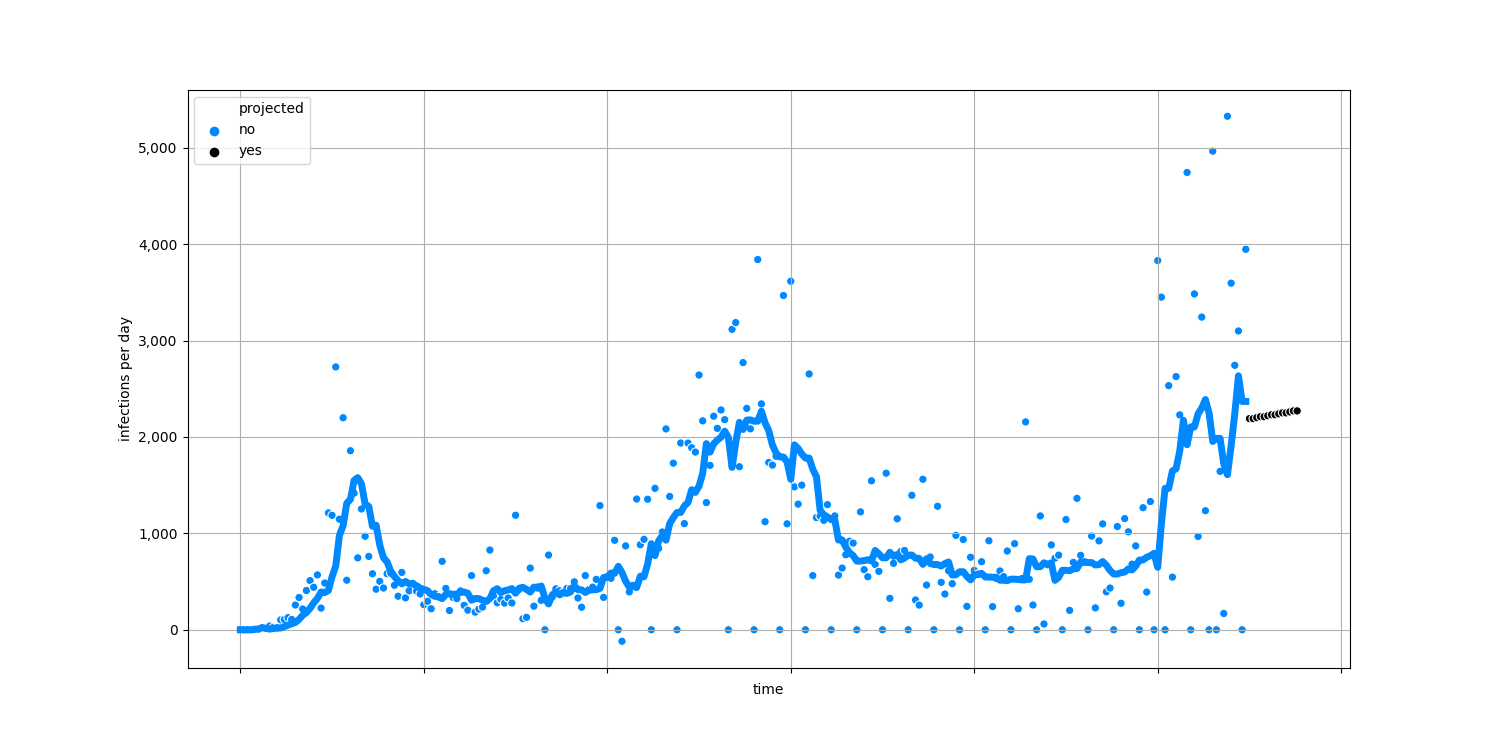 projected
no
yes
5,000
4,000
3,000
2,000
1,000
0
infections per day
time